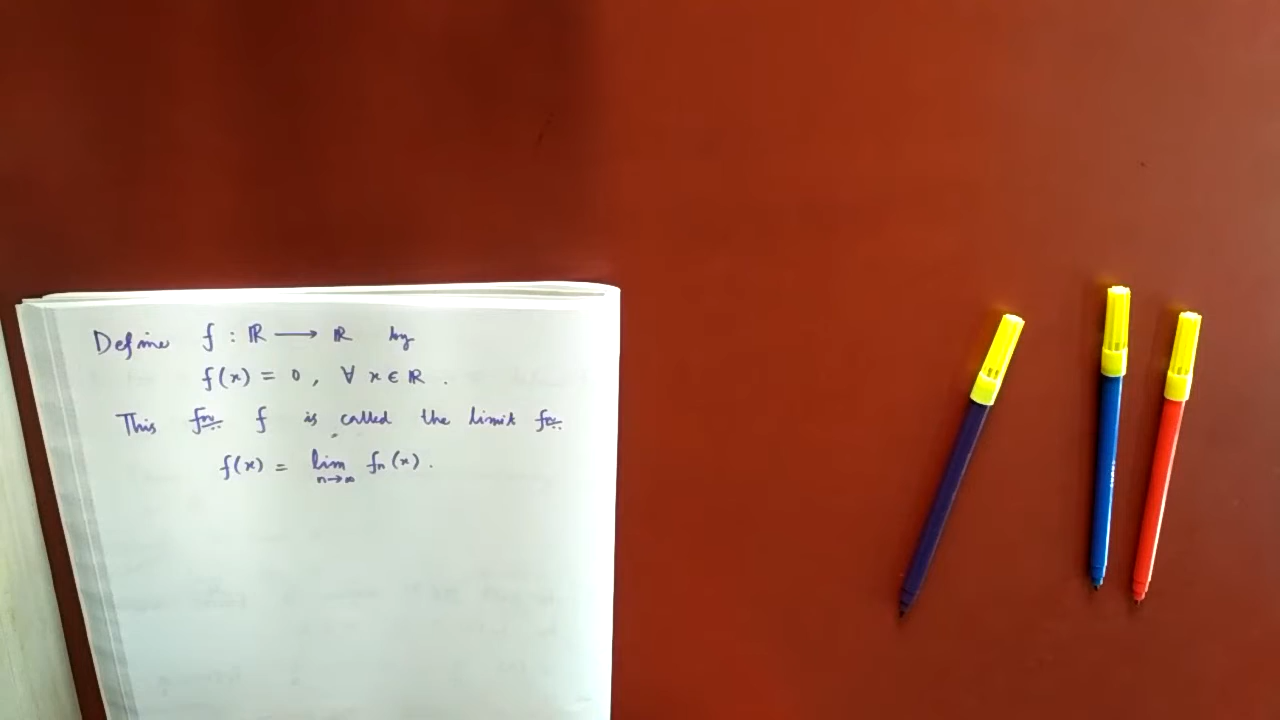 Define f : ℝ ⟶ ℝ by
f(x) = 0, ∀ x ∈ ℝ.
This fn f is called the limit fn
f(x) = lim n→∞ fn(x).